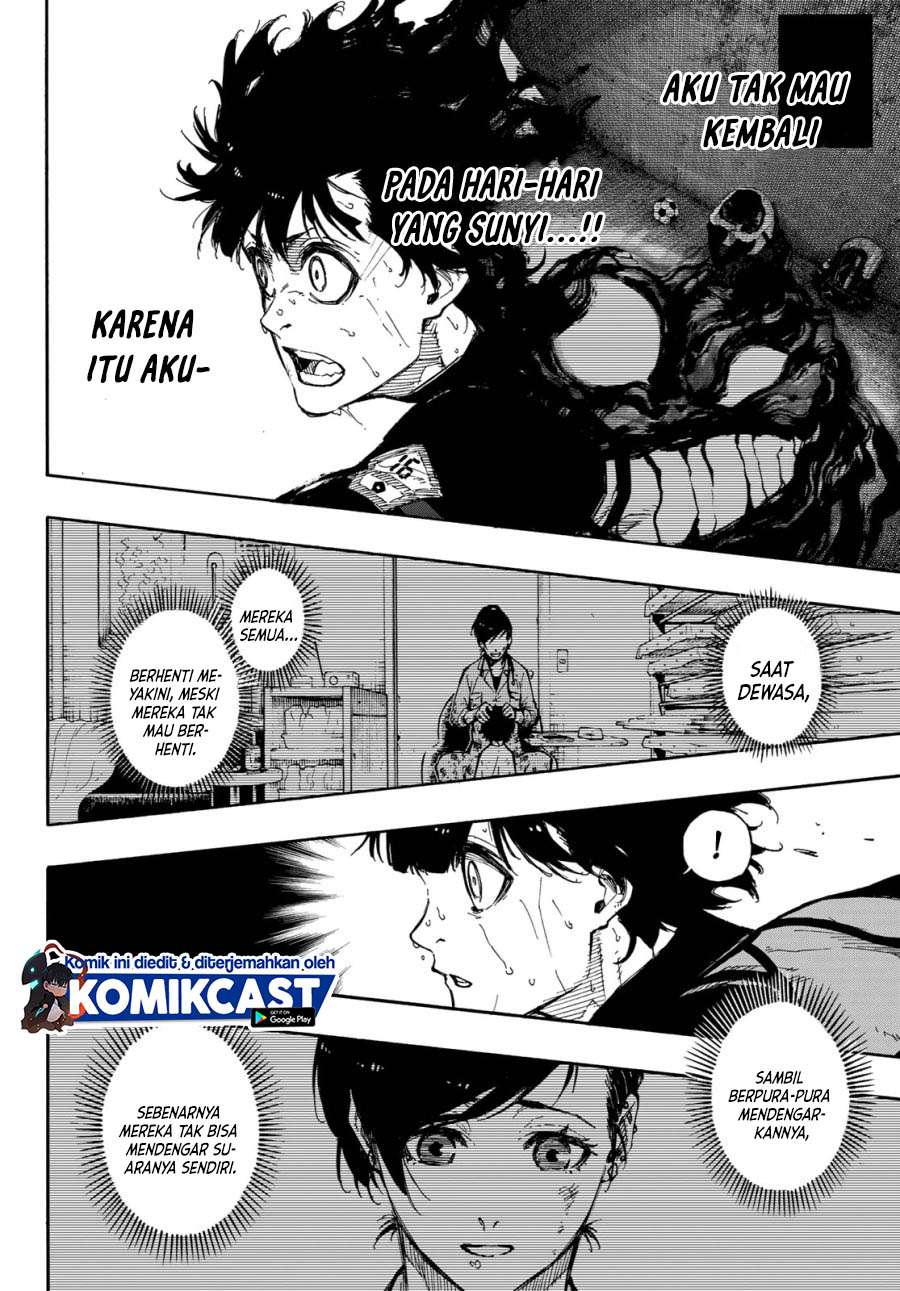 AKU TAK MAU
KEMBALI
PADA HARI-HARI
YANG SUNYI...!!
KARENA
ITU AKU-
16
SAAT
DEWASA,
MEREKA
SEMUA...
BERHENTI ME-
YAKINI, MESKI
MEREKA TAK
MAU BER-
HENTI.
!
Komik ini diedit & diterjemahkan oleh
KOMIKCAST
GET IT ON
Google Play
SAMBIL
BERPURA-PURA
MENDENGAR-
KANNYA,
SEBENARNYA
MEREKA TAK BISA
MENDENGAR SU-
ARANYA SENDIRI.